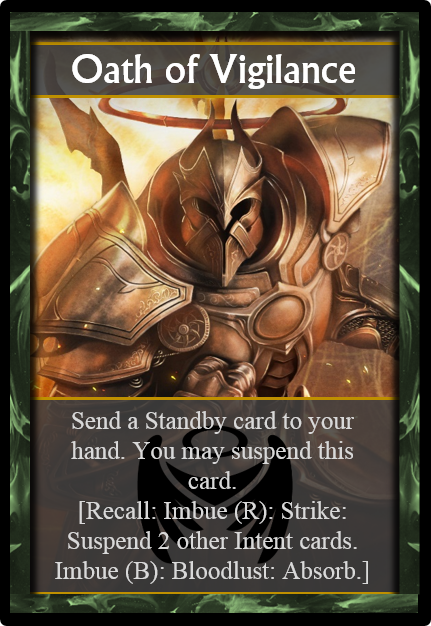 Oath of Vigilance
Send a Standby card to your
hand. You may suspend this
card.
[Recall: Imbue (R): Strike:
Suspend 2 other Intent cards.
Imbue (B): Bloodlust: Absorb.]